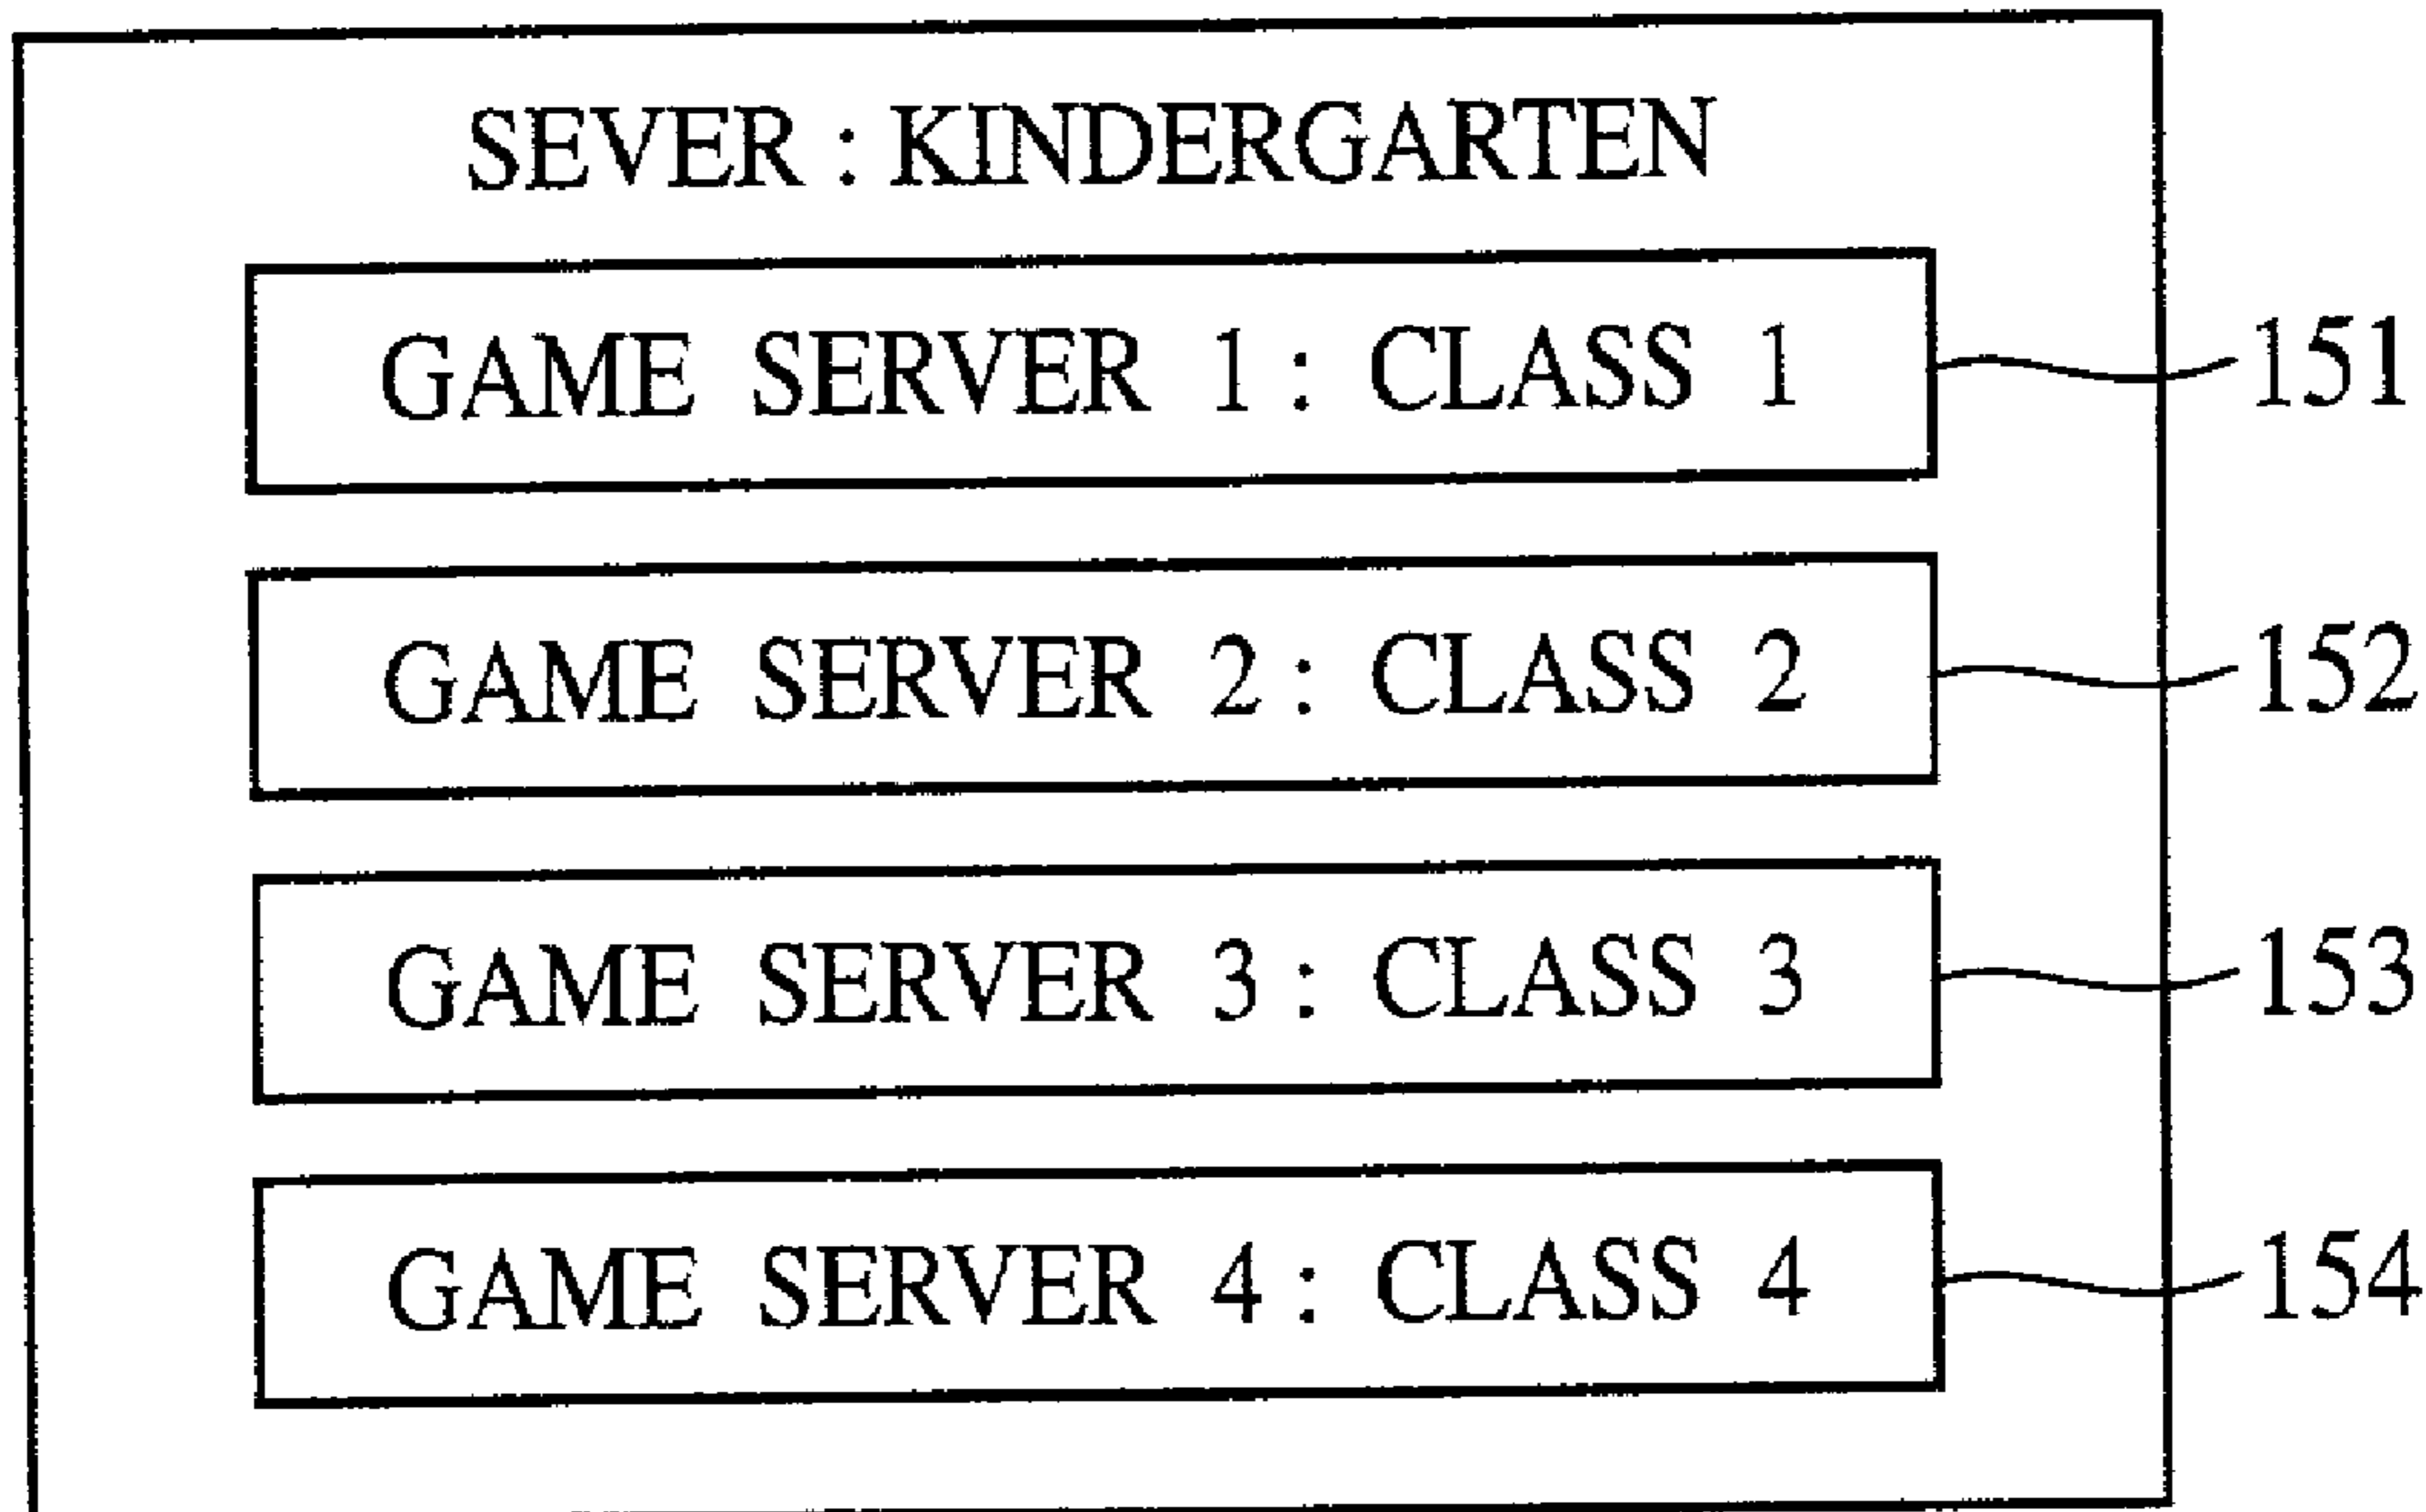 SEVER : KINDERGARTEN
GAME SERVER 1 : CLASS 1 151
GAME SERVER 2 : CLASS 2 152
GAME SERVER 3 : CLASS 3 153
GAME SERVER 4 : CLASS 4 154